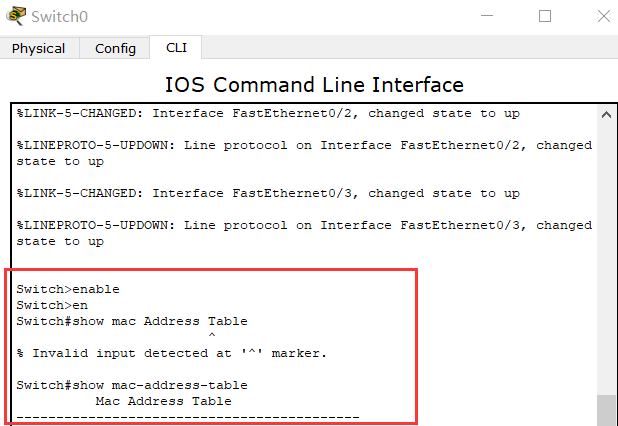 Switch0
Physical Config CLI
IOS Command Line Interface
%LINK-5-CHANGED: Interface FastEthernet0/2, changed state to up
%LINEPROTO-5-UPDOWN: Line protocol on Interface FastEthernet0/2, changed
state to up
%LINK-5-CHANGED: Interface FastEthernet0/3, changed state to up
%LINEPROTO-5-UPDOWN: Line protocol on Interface FastEthernet0/3, changed
state to up
Switch>enable
Switch>en
Switch#show mac Address Table
^
% Invalid input detected at '^' marker.
Switch#show mac-address-table
Mac Address Table
-------------------------------------------